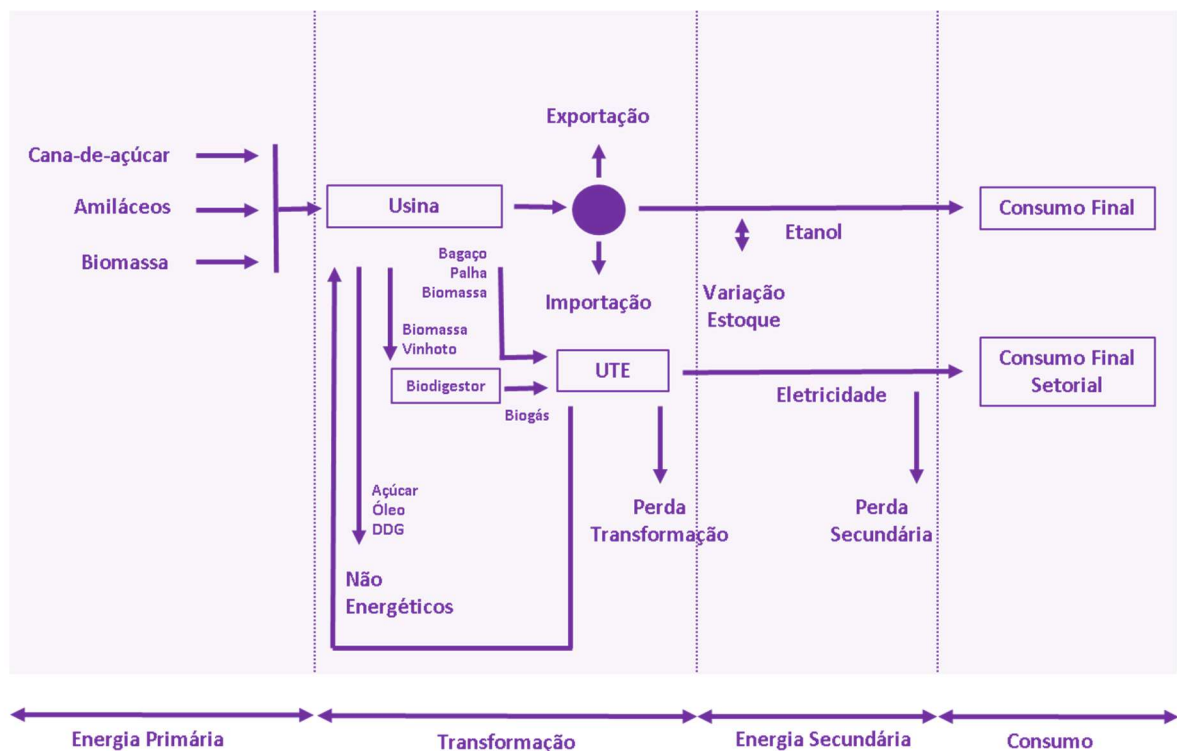 Exportação
Cana-de-açúcar
Amiláceos
Biomassa
Usina
Etanol
Consumo Final
Bagaço
Palha
Biomassa
Importação
Variação
Estoque
Biomassa
Vinhoto
Biodigestor
Biogás
UTE
Eletricidade
Consumo Final
Setorial
Açúcar
Óleo
DDG
Perda
Transformação
Perda
Secundária
Não
Energéticos
Energia Primária
Transformação
Energia Secundária
Consumo